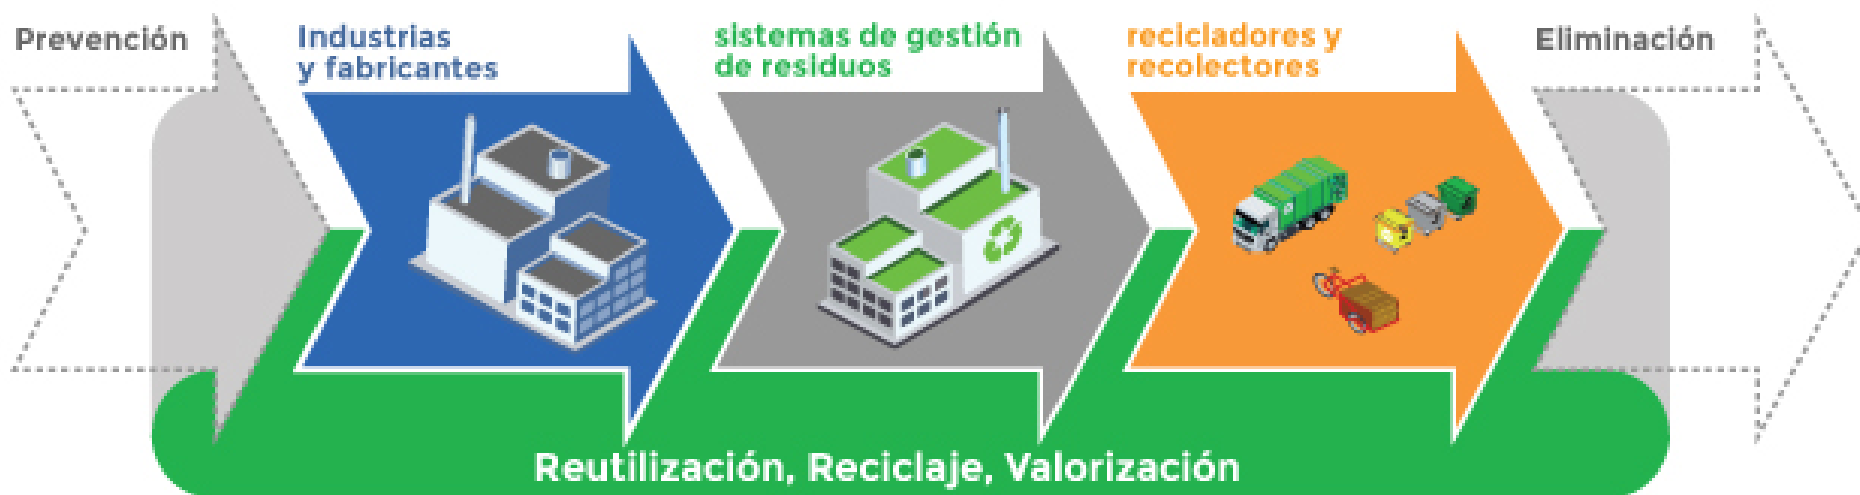 Prevención
Industrias
y fabricantes
sistemas de gestión
de residuos
recicladores y
recolectores
Eliminación
Reutilización, Reciclaje, Valorización